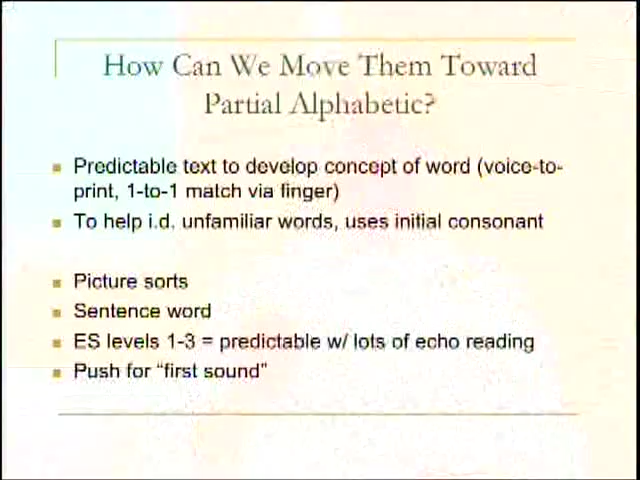 How Can We Move Them Toward
Partial Alphabetic?
Predictable text to develop concept of word (voice-to-
print, 1-to-1 match via finger)
To help i.d. unfamiliar words, uses initial consonant
Picture sorts
Sentence word
ES levels 1-3 = predictable w/ lots of echo reading
Push for “first sound”